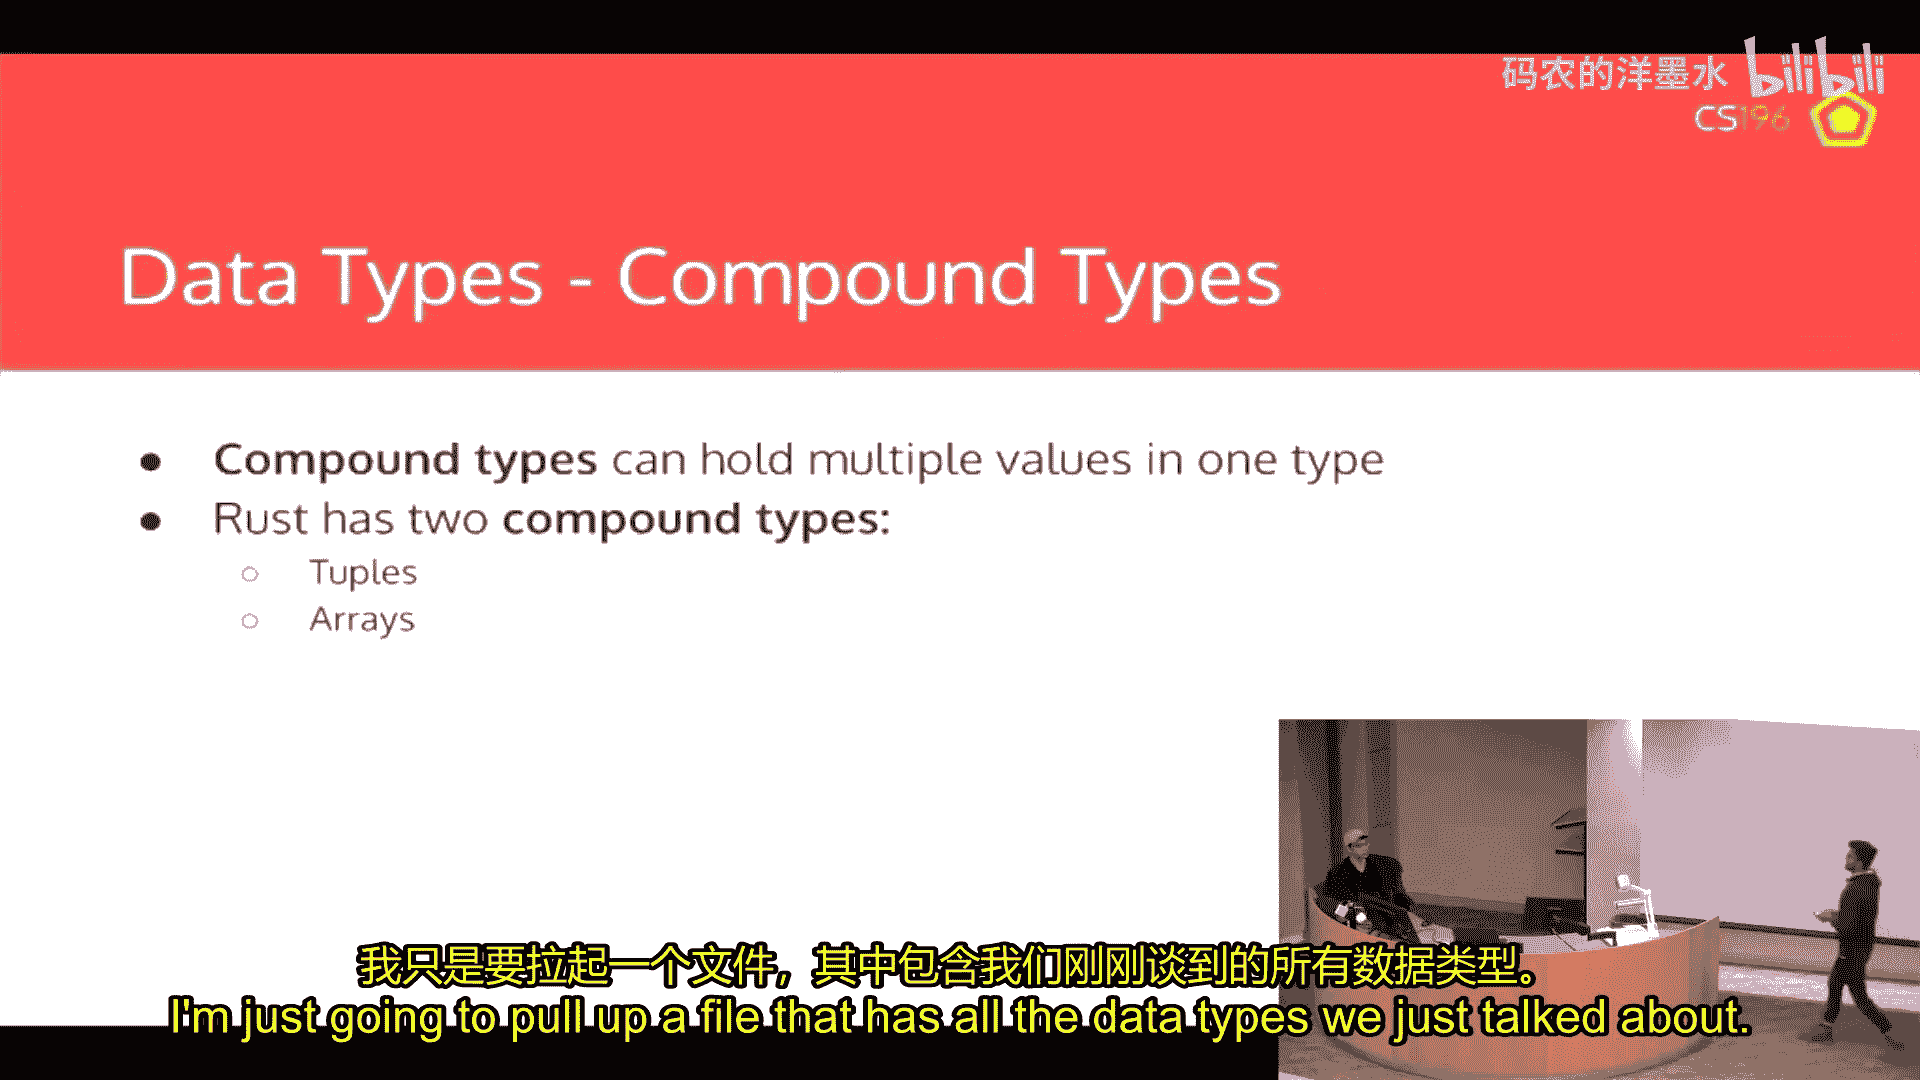 码农的洋墨水 bilibili
CS196
Data Types - Compound Types
● Compound types can hold multiple values in one type
● Rust has two compound types:
○ Tuples
○ Arrays
我只是要拉起一个文件，其中包含我们刚刚谈到的所有数据类型。
I'm just going to pull up a file that has all the data types we just talked about.